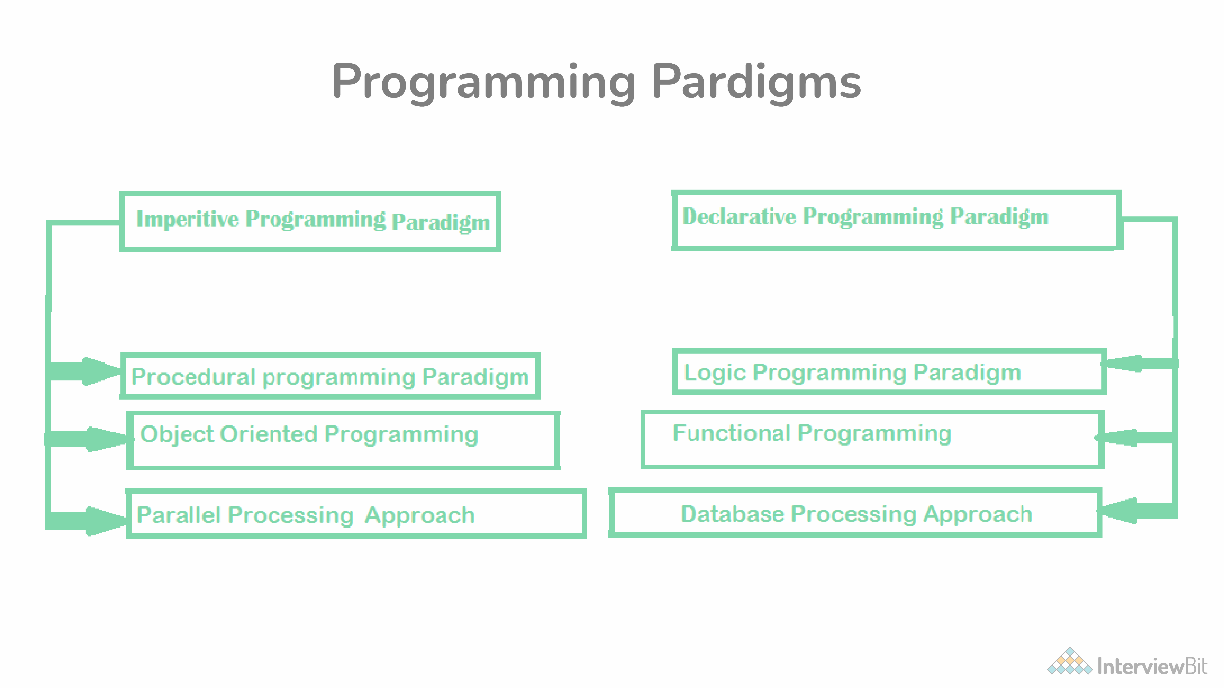 Programming Pardigms
Imperitive Programming Paradigm
Procedural programming Paradigm
Object Oriented Programming
Parallel Processing Approach
Declarative Programming Paradigm
Logic Programming Paradigm
Functional Programming
Database Processing Approach
InterviewBit